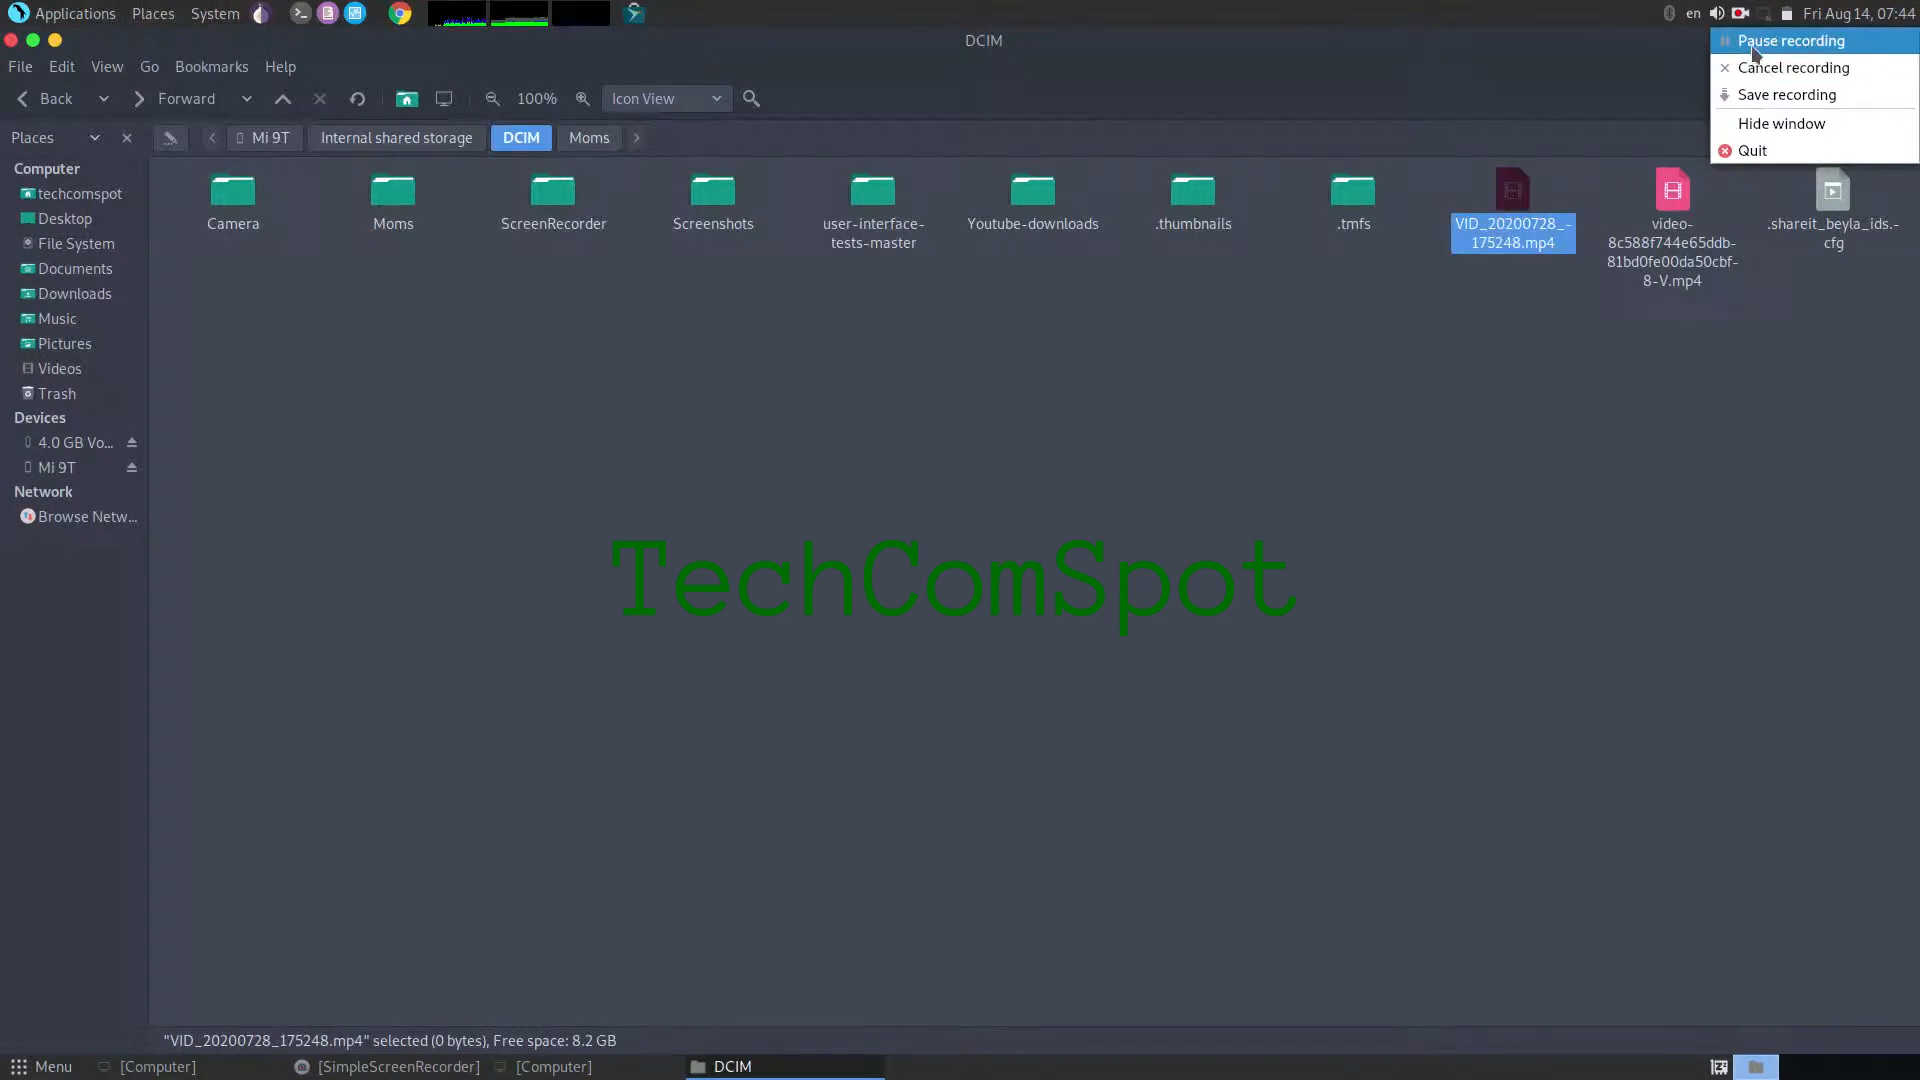 Applications Places System en Fri Aug 14, 07:44
DCIM
File Edit View Go Bookmarks Help
Back Forward 100% Icon View
Pause recording
Cancel recording
Save recording
Hide window
Quit
Places Mi 9T Internal shared storage DCIM Moms
Computer
techcomspot
Desktop
File System
Documents
Downloads
Music
Pictures
Videos
Trash
Devices
4.0 GB Vo...
Mi 9T
Network
Browse Netw...
Camera
Moms
ScreenRecorder
Screenshots
user-interface-
tests-master
Youtube-downloads
.thumbnails
.tmfs
VID_20200728_-
175248.mp4
video-
8c588f744e65ddb-
81bd0fe00da50cbf-
8-V.mp4
.shareit_beyla_ids.-
cfg
TechComSpot
"VID_20200728_175248.mp4" selected (0 bytes), Free space: 8.2 GB
Menu [Computer] [SimpleScreenRecorder] [Computer] DCIM